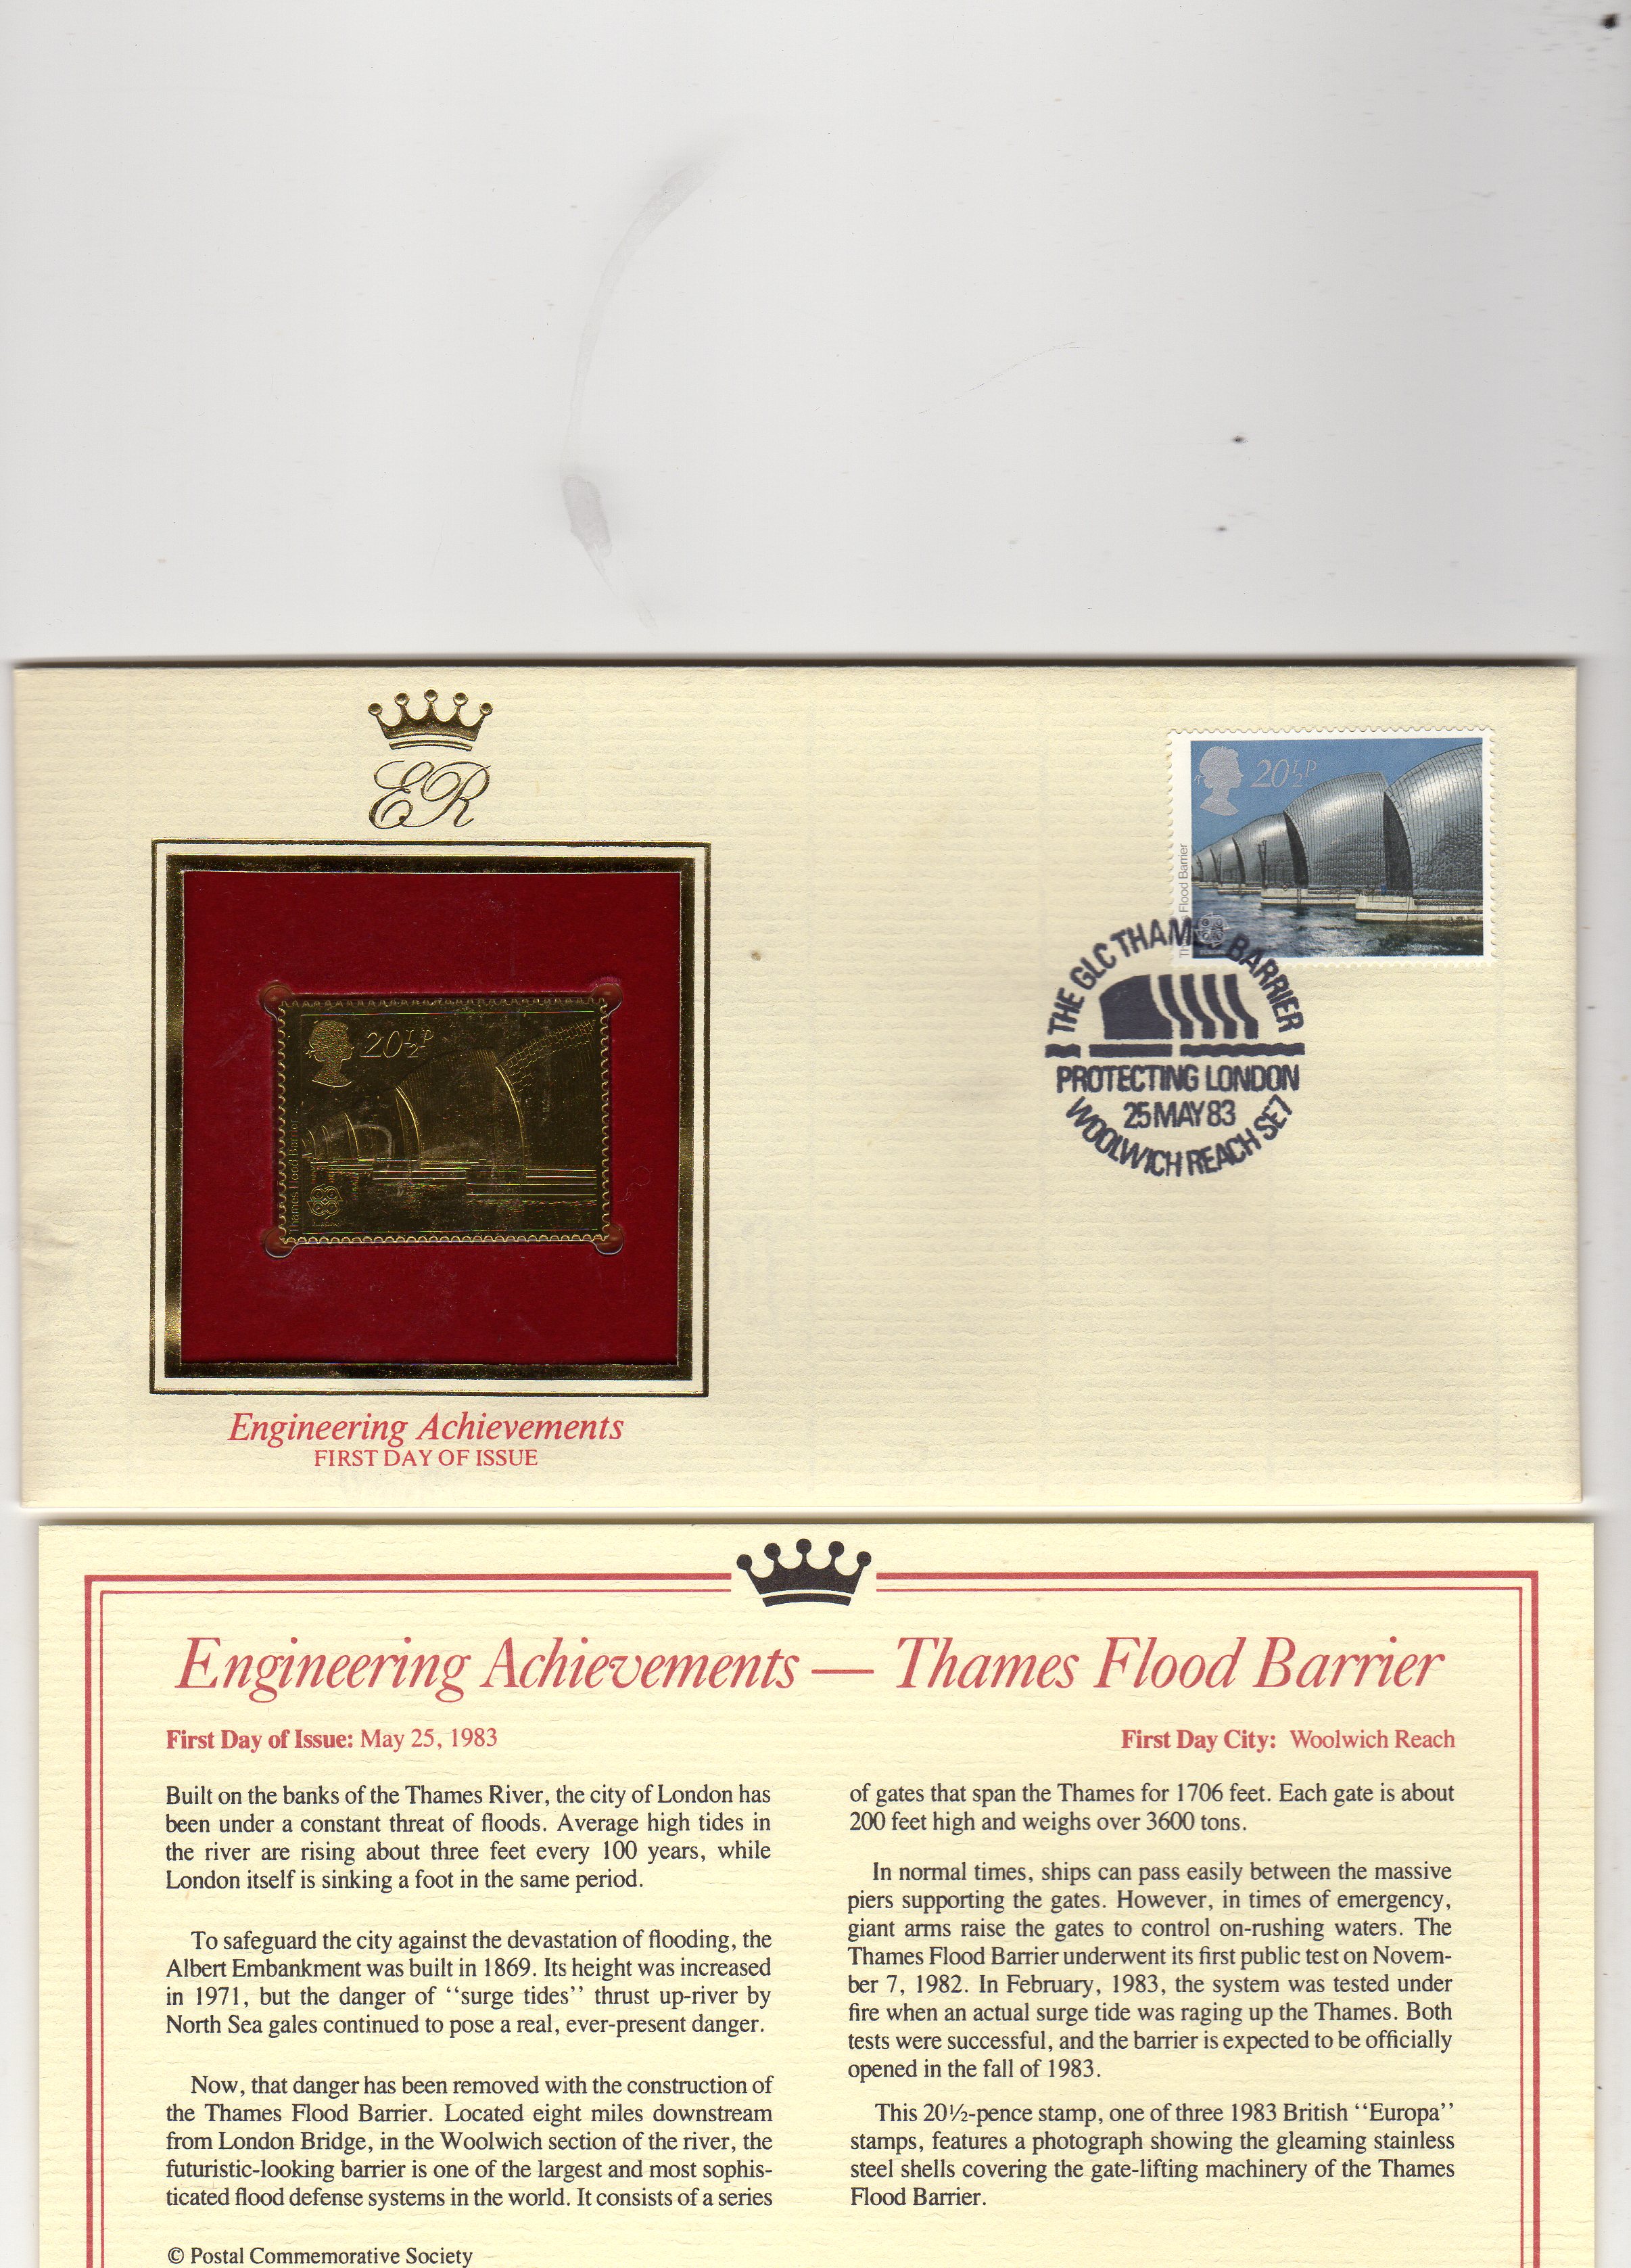 ER
20½P
Thames Flood Barrier
Engineering Achievements
FIRST DAY OF ISSUE
20½P
Flood Barrier
THE GLC THAMES BARRIER
PROTECTING LONDON
25 MAY 83
WOOLWICH REACH SE7
Engineering Achievements — Thames Flood Barrier
First Day of Issue: May 25, 1983
First Day City: Woolwich Reach
Built on the banks of the Thames River, the city of London has
been under a constant threat of floods. Average high tides in
the river are rising about three feet every 100 years, while
London itself is sinking a foot in the same period.
To safeguard the city against the devastation of flooding, the
Albert Embankment was built in 1869. Its height was increased
in 1971, but the danger of ‘‘surge tides’’ thrust up-river by
North Sea gales continued to pose a real, ever-present danger.
Now, that danger has been removed with the construction of
the Thames Flood Barrier. Located eight miles downstream
from London Bridge, in the Woolwich section of the river, the
futuristic-looking barrier is one of the largest and most sophis-
ticated flood defense systems in the world. It consists of a series
© Postal Commemorative Society
of gates that span the Thames for 1706 feet. Each gate is about
200 feet high and weighs over 3600 tons.
In normal times, ships can pass easily between the massive
piers supporting the gates. However, in times of emergency,
giant arms raise the gates to control on-rushing waters. The
Thames Flood Barrier underwent its first public test on Novem-
ber 7, 1982. In February, 1983, the system was tested under
fire when an actual surge tide was raging up the Thames. Both
tests were successful, and the barrier is expected to be officially
opened in the fall of 1983.
This 20½-pence stamp, one of three 1983 British ‘‘Europa’’
stamps, features a photograph showing the gleaming stainless
steel shells covering the gate-lifting machinery of the Thames
Flood Barrier.